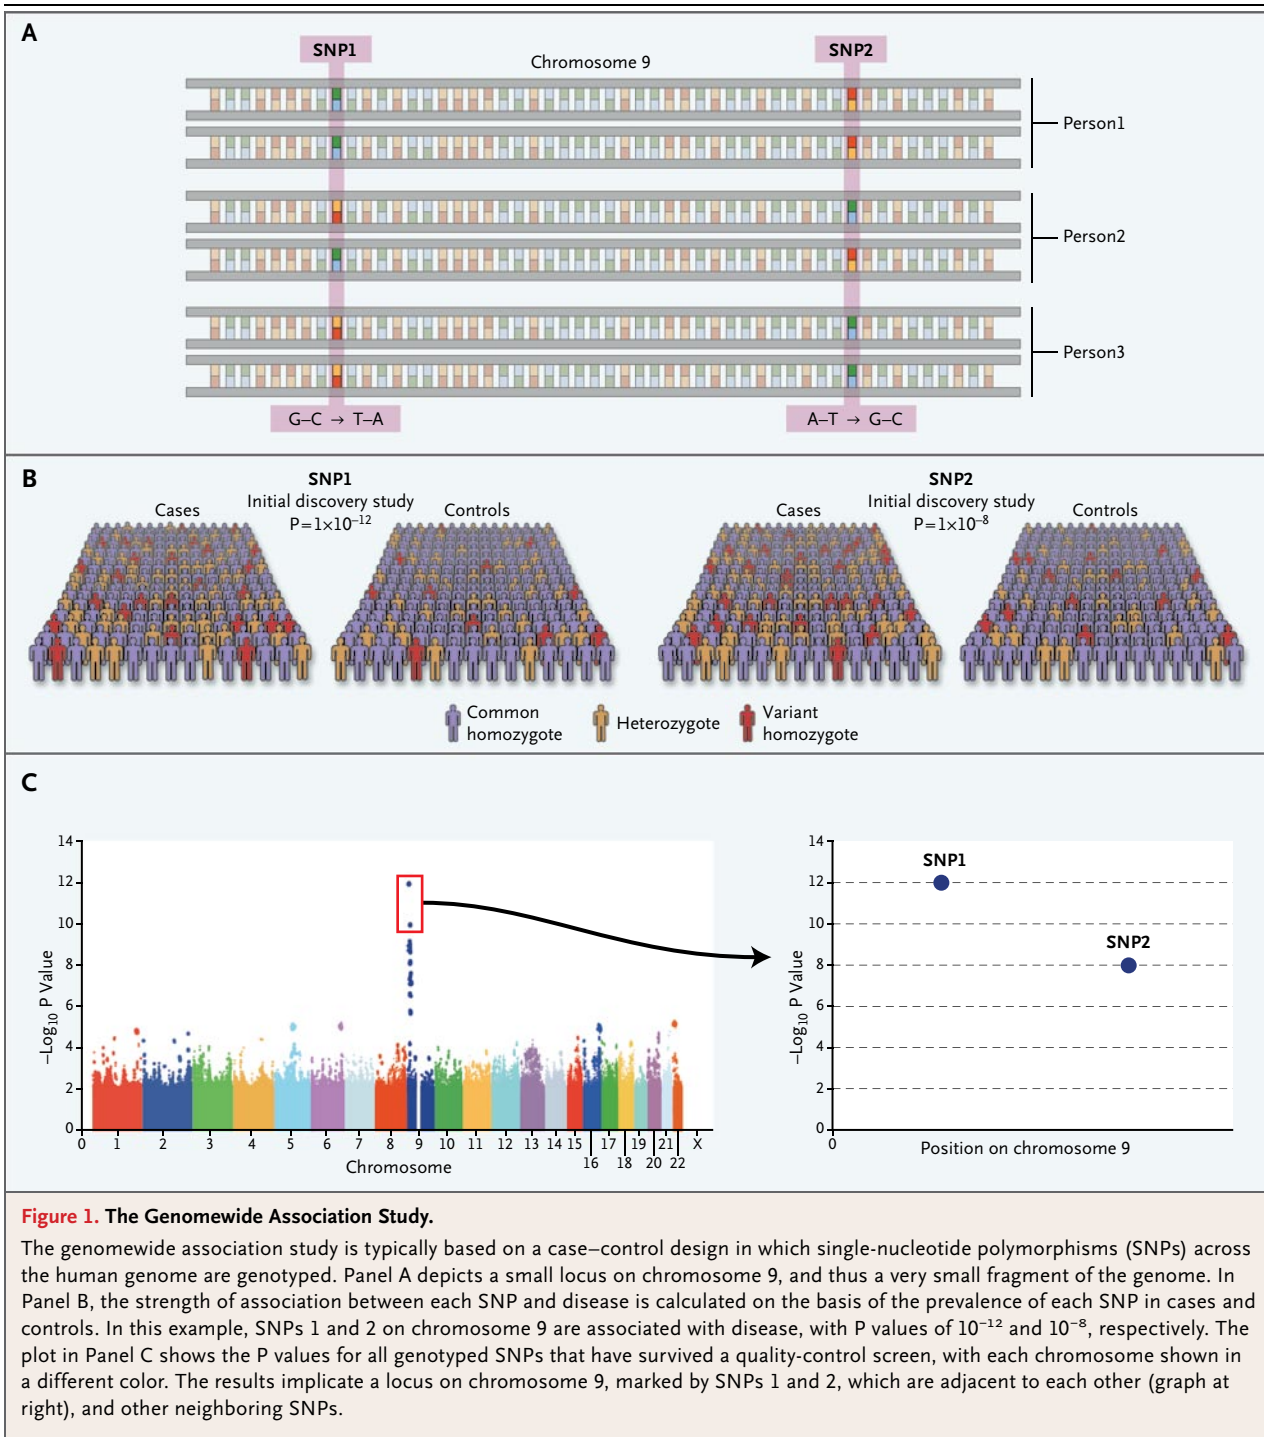 A
SNP1
SNP2
Chromosome 9
Person1
Person2
Person3
G–C → T–A
A–T → G–C
B
SNP1
Initial discovery study
P=1×10⁻¹²
Cases
Controls
SNP2
Initial discovery study
P=1×10⁻⁸
Cases
Controls
Common
homozygote
Heterozygote
Variant
homozygote
C
14
12
10
8
6
4
2
0
–Log₁₀ P Value
0 1 2 3 4 5 6 7 8 9 10 11 12 13 14 15 17 19 21 X
16 18 20 22
Chromosome
14
12
10
8
6
4
2
0
–Log₁₀ P Value
SNP1
SNP2
0
Position on chromosome 9
Figure 1. The Genomewide Association Study.
The genomewide association study is typically based on a case–control design in which single-nucleotide polymorphisms (SNPs) across
the human genome are genotyped. Panel A depicts a small locus on chromosome 9, and thus a very small fragment of the genome. In
Panel B, the strength of association between each SNP and disease is calculated on the basis of the prevalence of each SNP in cases and
controls. In this example, SNPs 1 and 2 on chromosome 9 are associated with disease, with P values of 10⁻¹² and 10⁻⁸, respectively. The
plot in Panel C shows the P values for all genotyped SNPs that have survived a quality-control screen, with each chromosome shown in
a different color. The results implicate a locus on chromosome 9, marked by SNPs 1 and 2, which are adjacent to each other (graph at
right), and other neighboring SNPs.